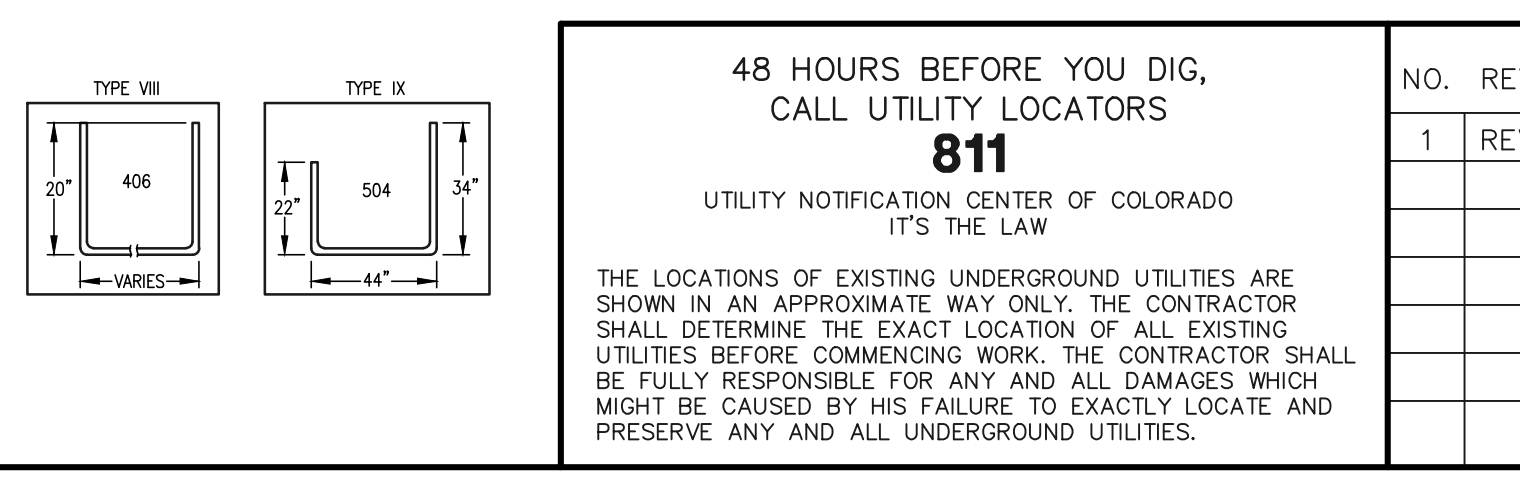 TYPE VIII
20"
406
VARIES
TYPE IX
22"
504
34"
44"
48 HOURS BEFORE YOU DIG,
CALL UTILITY LOCATORS
811
UTILITY NOTIFICATION CENTER OF COLORADO
IT'S THE LAW
THE LOCATIONS OF EXISTING UNDERGROUND UTILITIES ARE
SHOWN IN AN APPROXIMATE WAY ONLY. THE CONTRACTOR
SHALL DETERMINE THE EXACT LOCATION OF ALL EXISTING
UTILITIES BEFORE COMMENCING WORK. THE CONTRACTOR SHALL
BE FULLY RESPONSIBLE FOR ANY AND ALL DAMAGES WHICH
MIGHT BE CAUSED BY HIS FAILURE TO EXACTLY LOCATE AND
PRESERVE ANY AND ALL UNDERGROUND UTILITIES.
NO.
1